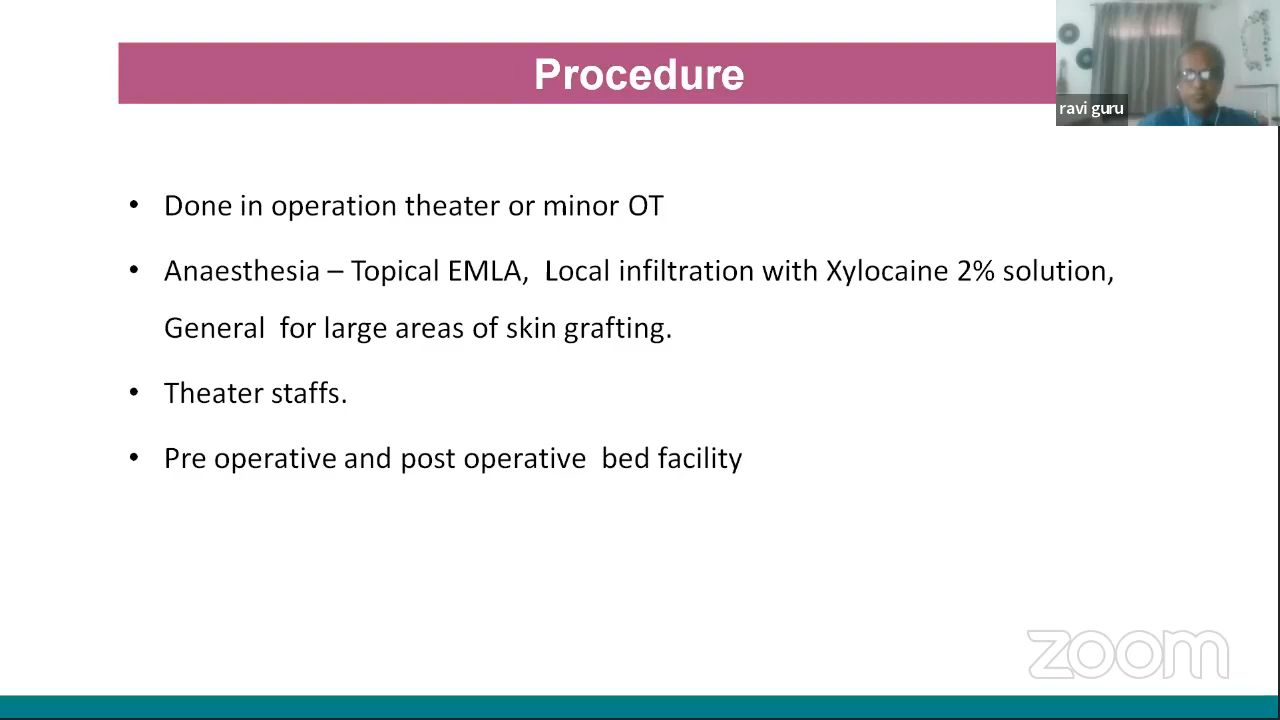 Procedure
ravi guru
• Done in operation theater or minor OT
• Anaesthesia – Topical EMLA,  Local infiltration with Xylocaine 2% solution,
General  for large areas of skin grafting.
• Theater staffs.
• Pre operative and post operative  bed facility
zoom